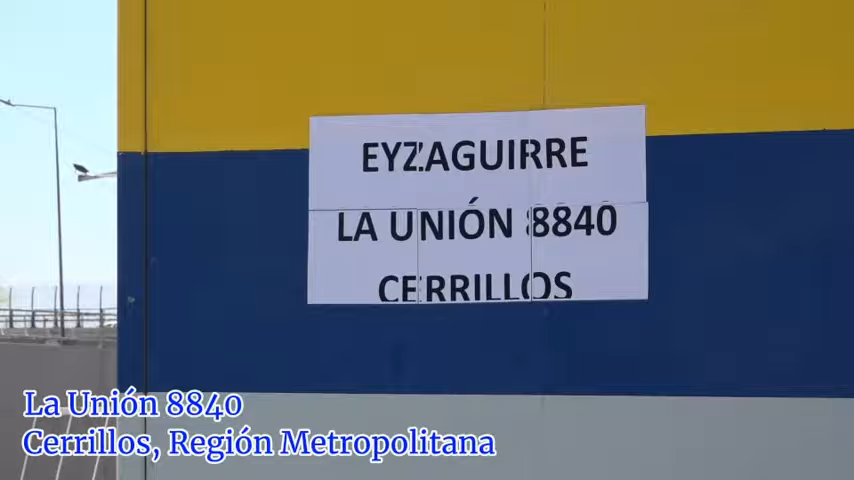 EYZAGUIRRE
LA UNIÓN 8840
CERRILLOS
La Unión 8840
Cerrillos, Región Metropolitana